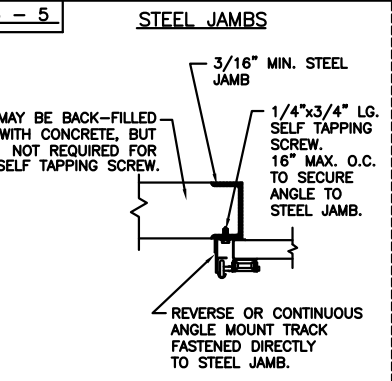 - 5
STEEL JAMBS
3/16" MIN. STEEL
JAMB
MAY BE BACK-FILLED
WITH CONCRETE, BUT
NOT REQUIRED FOR
SELF TAPPING SCREW.
1/4"x3/4" LG.
SELF TAPPING
SCREW.
16" MAX. O.C.
TO SECURE
ANGLE TO
STEEL JAMB.
REVERSE OR CONTINUOUS
ANGLE MOUNT TRACK
FASTENED DIRECTLY
TO STEEL JAMB.